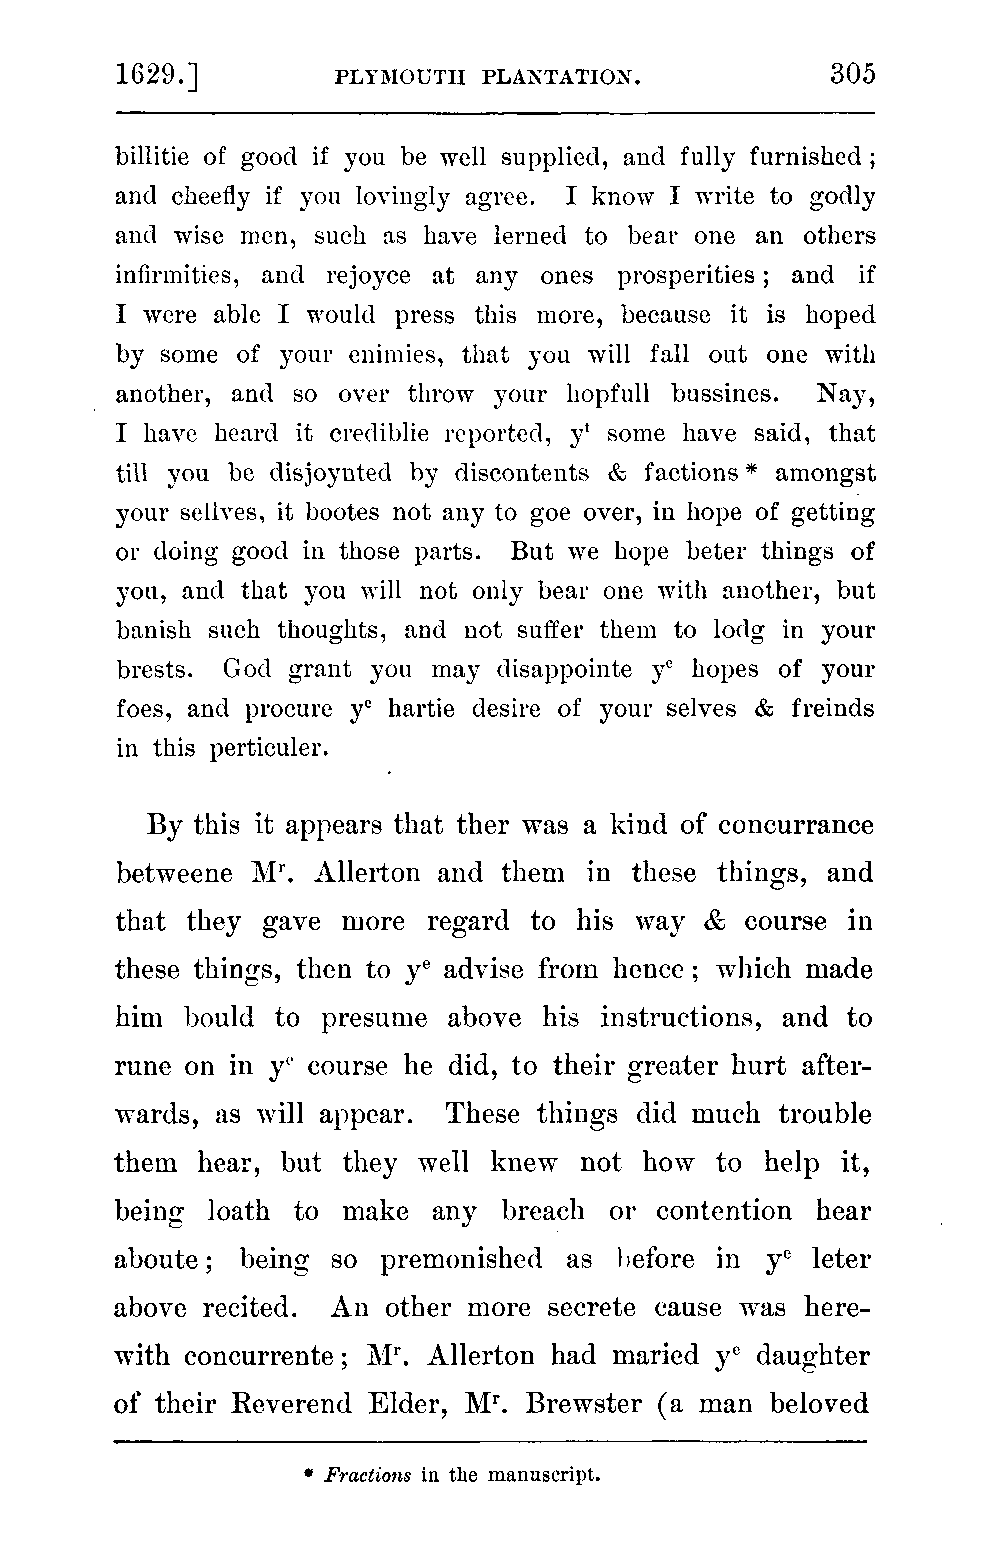 1629.] PLYMOUTH PLANTATION. 305
billitie of good if you be well supplied, and fully furnished;
and cheefly if you lovingly agree. I know I write to godly
and wise men, such as have lerned to bear one an others
infirmities, and rejoyce at any ones prosperities; and if
I were able I would press this more, because it is hoped
by some of your enimies, that you will fall out one with
another, and so over throw your hopfull bussines. Nay,
I have heard it crediblie reported, yᵗ some have said, that
till you be disjoynted by discontents & factions * amongst
your sellves, it bootes not any to goe over, in hope of getting
or doing good in those parts. But we hope beter things of
you, and that you will not only bear one with another, but
banish such thoughts, and not suffer them to lodg in your
brests. God grant you may disappointe yᵉ hopes of your
foes, and procure yᵉ hartie desire of your selves & freinds
in this perticuler.
By this it appears that ther was a kind of concurrance
betweene Mʳ. Allerton and them in these things, and
that they gave more regard to his way & course in
these things, then to yᵉ advise from hence; which made
him bould to presume above his instructions, and to
rune on in yᵉ course he did, to their greater hurt after-
wards, as will appear. These things did much trouble
them hear, but they well knew not how to help it,
being loath to make any breach or contention hear
aboute; being so premonished as before in yᵉ leter
above recited. An other more secrete cause was here-
with concurrente; Mʳ. Allerton had maried yᵉ daughter
of their Reverend Elder, Mʳ. Brewster (a man beloved
* Fractions in the manuscript.